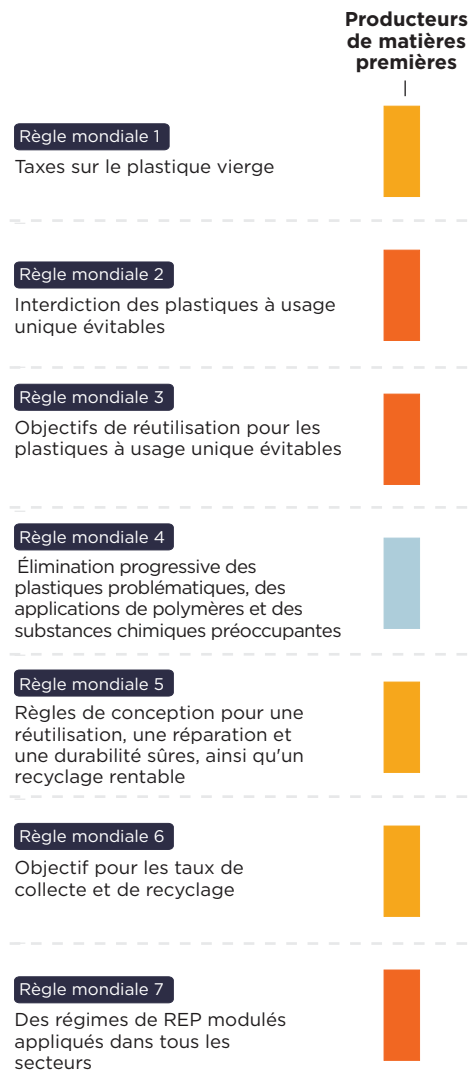 Producteurs
de matières
premières
Règle mondiale 1
Taxes sur le plastique vierge
Règle mondiale 2
Interdiction des plastiques à usage
unique évitables
Règle mondiale 3
Objectifs de réutilisation pour les
plastiques à usage unique évitables
Règle mondiale 4
Élimination progressive des
plastiques problématiques, des
applications de polymères et des
substances chimiques préoccupantes
Règle mondiale 5
Règles de conception pour une
réutilisation, une réparation et
une durabilité sûres, ainsi qu'un
recyclage rentable
Règle mondiale 6
Objectif pour les taux de
collecte et de recyclage
Règle mondiale 7
Des régimes de REP modulés
appliqués dans tous les
secteurs